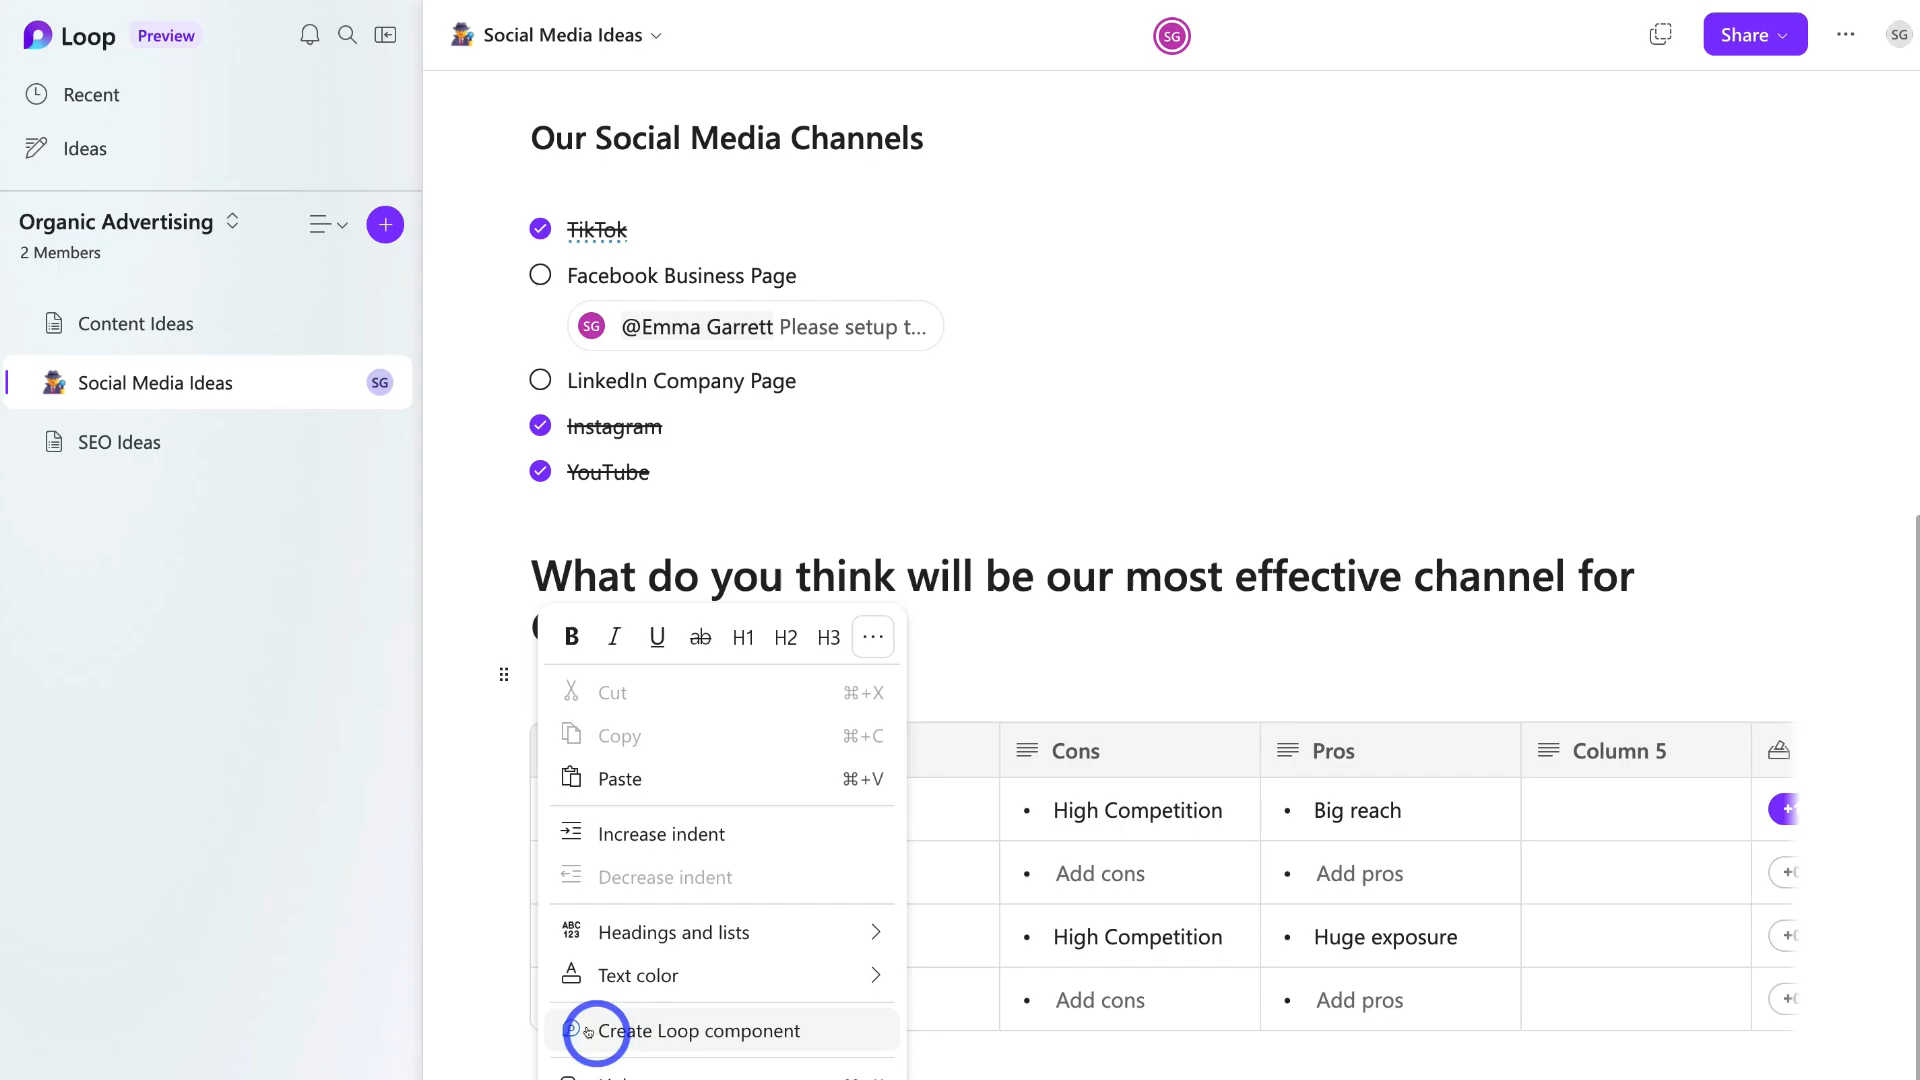 Loop Preview
Recent
Ideas
Organic Advertising
2 Members
Content Ideas
Social Media Ideas SG
SEO Ideas
Social Media Ideas SG Share SG
Our Social Media Channels
TikTok
Facebook Business Page
SG @Emma Garrett Please setup t...
LinkedIn Company Page
Instagram
YouTube
What do you think will be our most effective channel for
B I U ab H1 H2 H3
Cut ⌘+X
Copy ⌘+C
Paste ⌘+V
Increase indent
Decrease indent
ABC 123 Headings and lists
A Text color
Create Loop component
Cons Pros Column 5
• High Competition • Big reach
• Add cons • Add pros
• High Competition • Huge exposure
• Add cons • Add pros